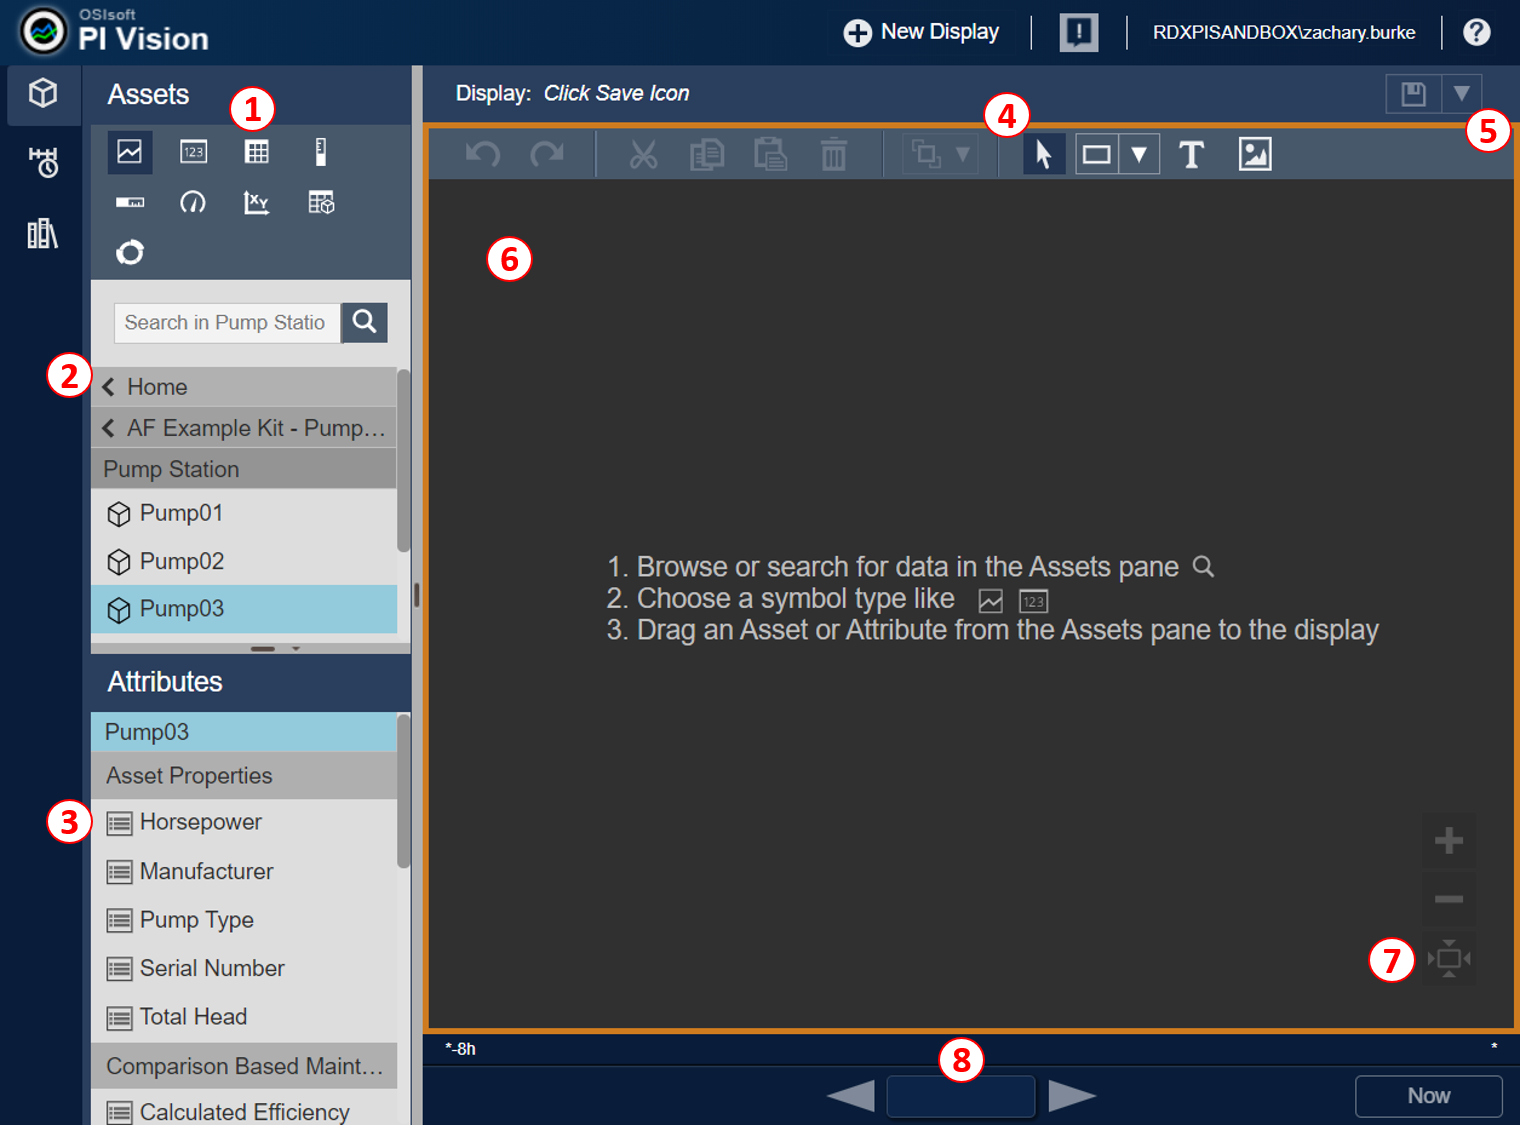 OSIsoft
PI Vision
New Display
RDXPISANDBOX\zachary.burke
?
Assets
1
Display: Click Save Icon
4
5
123
XY
T
6
Search in Pump Statio
2
Home
AF Example Kit - Pump...
Pump Station
Pump01
Pump02
Pump03
1. Browse or search for data in the Assets pane
2. Choose a symbol type like 123
3. Drag an Asset or Attribute from the Assets pane to the display
Attributes
Pump03
Asset Properties
3
Horsepower
Manufacturer
Pump Type
Serial Number
Total Head
Comparison Based Maint...
Calculated Efficiency
7
*-8h
*
8
Now